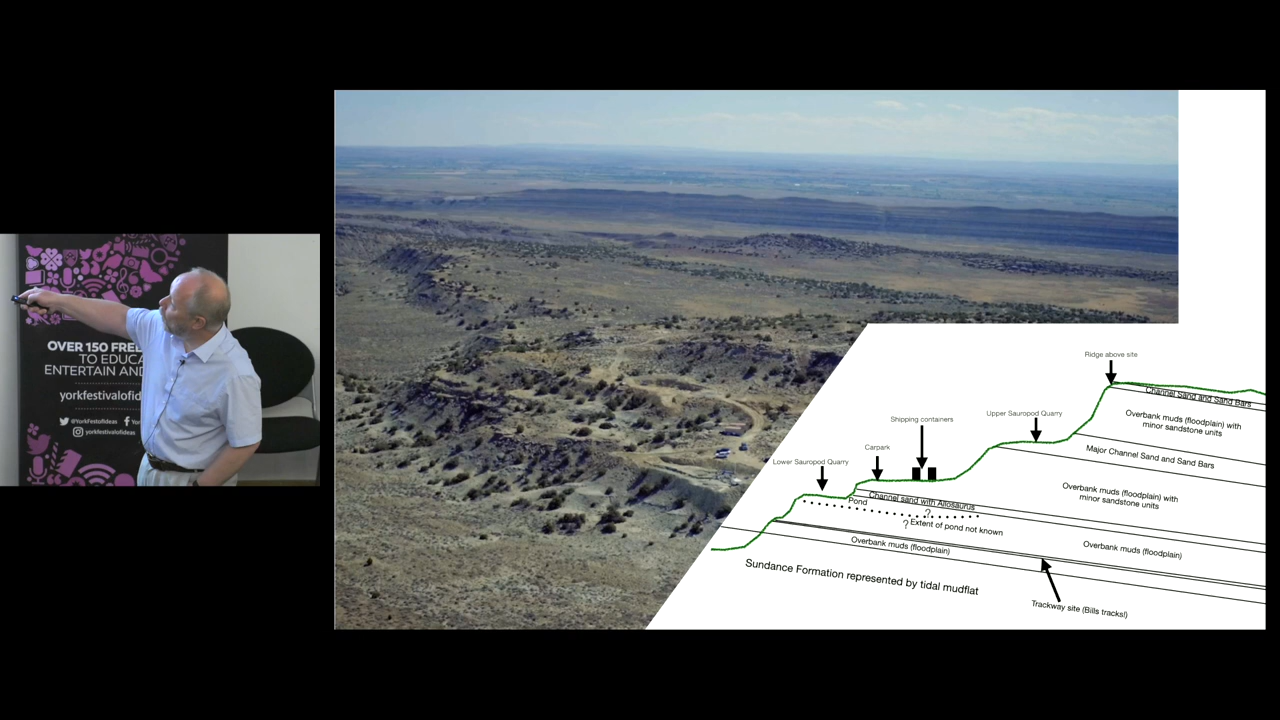 OVER 150 FREE
TO EDUCA
ENTERTAIN AND
yorkfestivalofid
@YorkFestofIdeas
yorkfestivalofideas
Ridge above site
Channel Sand and Sand Bars
Overbank muds (floodplain) with
minor sandstone units
Upper Sauropod Quarry
Shipping containers
Major Channel Sand and Sand Bars
Carpark
Lower Sauropod Quarry
Overbank muds (floodplain) with
minor sandstone units
Channel sand with Allosaurus
Pond
?
? Extent of pond not known
Overbank muds (floodplain)
Overbank muds (floodplain)
Sundance Formation represented by tidal mudflat
Trackway site (Bills tracks!)